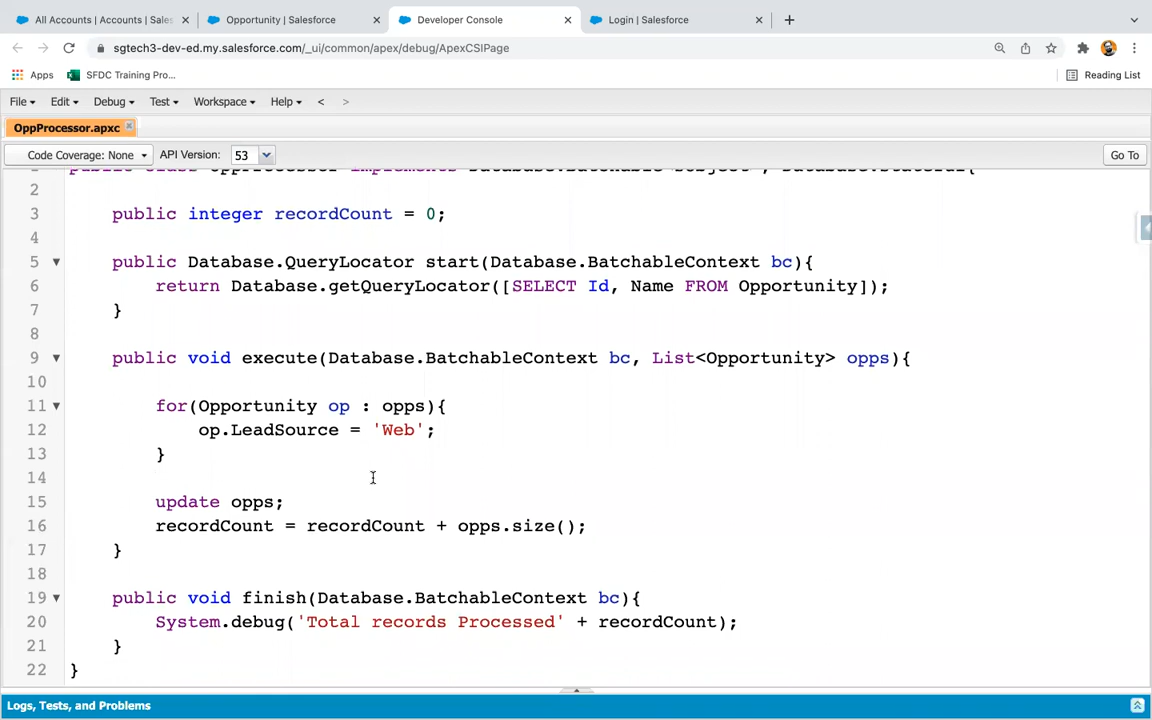 All Accounts | Accounts | Sales
Opportunity | Salesforce
Developer Console
Login | Salesforce
sgtech3-dev-ed.my.salesforce.com/_ui/common/apex/debug/ApexCSIPage
Apps
SFDC Training Pro...
Reading List
File
Edit
Debug
Test
Workspace
Help
<
>
OppProcessor.apxc
Code Coverage: None
API Version:
53
Go To
2
3 public integer recordCount = 0;
4
5 public Database.QueryLocator start(Database.BatchableContext bc){
6 return Database.getQueryLocator([SELECT Id, Name FROM Opportunity]);
7 }
8
9 public void execute(Database.BatchableContext bc, List<Opportunity> opps){
10
11 for(Opportunity op : opps){
12 op.LeadSource = 'Web';
13 }
14
15 update opps;
16 recordCount = recordCount + opps.size();
17 }
18
19 public void finish(Database.BatchableContext bc){
20 System.debug('Total records Processed' + recordCount);
21 }
22 }
Logs, Tests, and Problems